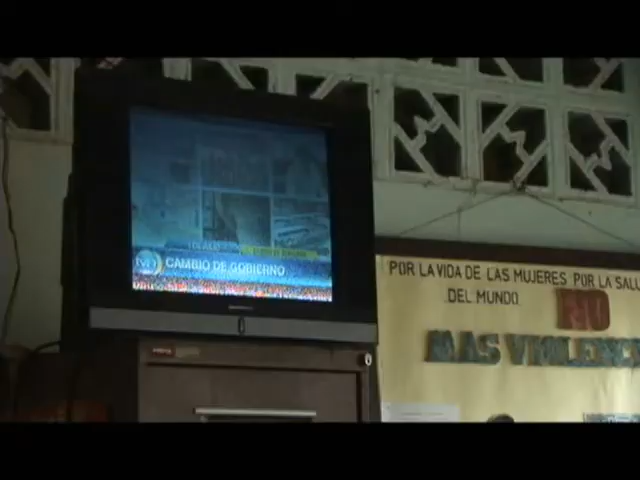 CAMBIO DE GOBIERNO
POR LA VIDA DE LAS MUJERES POR LA SALU
DEL MUNDO.
NO
MAS VIOLENCI